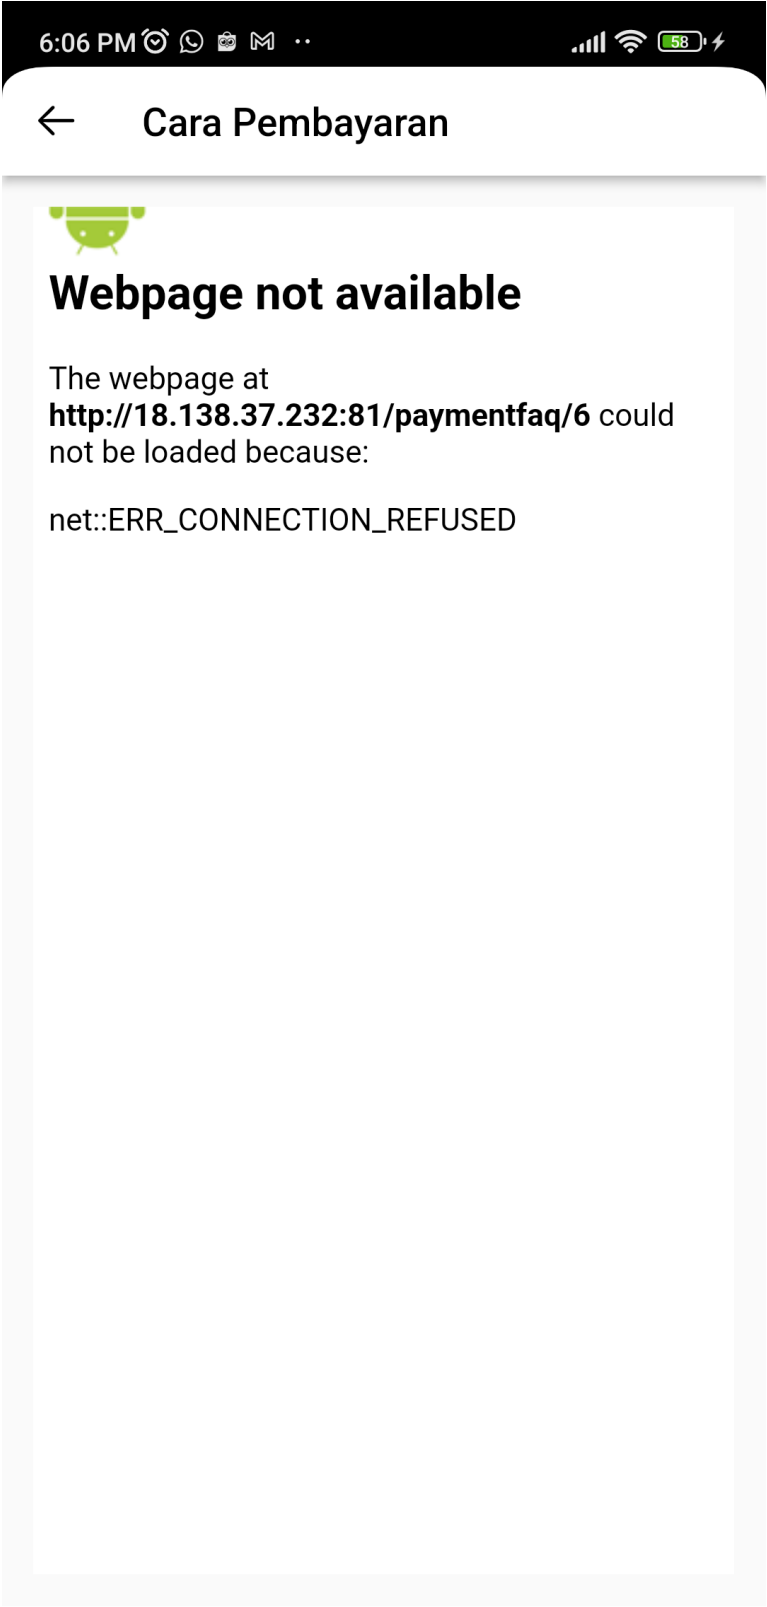 6:06 PM
58
Cara Pembayaran
Webpage not available
The webpage at
http://18.138.37.232:81/paymentfaq/6 could
not be loaded because:
net::ERR_CONNECTION_REFUSED